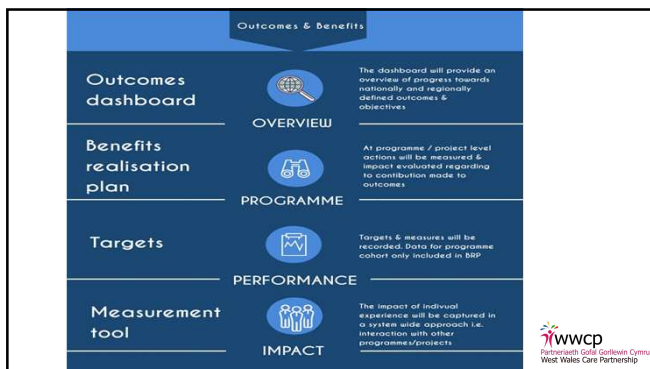 Outcomes & Benefits
Outcomes
dashboard
OVERVIEW
The dashboard will provide an
overview of progress towards
nationally and regionally
defined outcomes &
objectives
Benefits
realisation
plan
PROGRAMME
At programme / project level
actions will be measured &
impact evaluated regarding
to contibution made to
outcomes
Targets
PERFORMANCE
Targets & measures will be
recorded. Data for programme
cohort only included in BRP
Measurement
tool
IMPACT
The impact of indivual
experience will be captured in
a system wide approach i.e.
interaction with other
programmes/projects
wwcp
Partneriaeth Gofal Gorllewin Cymru
West Wales Care Partnership